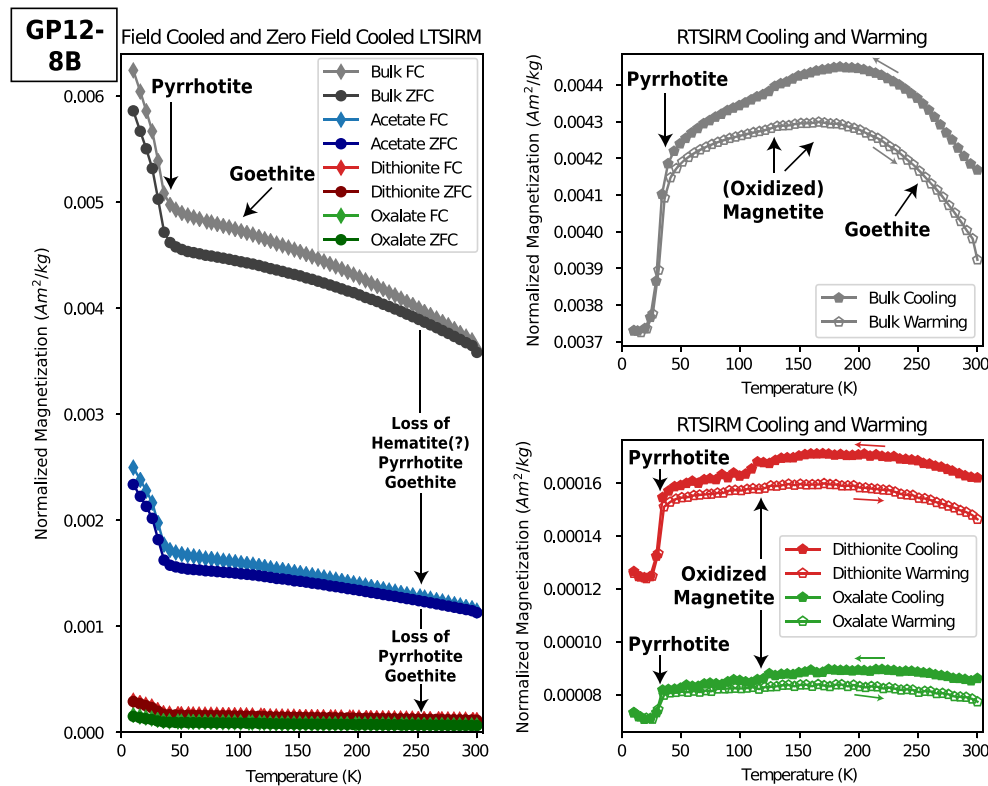 GP12-
8B
Field Cooled and Zero Field Cooled LTSIRM
Normalized Magnetization (Am²/kg)
0.006
0.005
0.004
0.003
0.002
0.001
0.000
0
50
100
150
200
250
300
Temperature (K)
Bulk FC
Bulk ZFC
Acetate FC
Acetate ZFC
Dithionite FC
Dithionite ZFC
Oxalate FC
Oxalate ZFC
Pyrrhotite
Goethite
Loss of
Hematite(?)
Pyrrhotite
Goethite
Loss of
Pyrrhotite
Goethite
RTSIRM Cooling and Warming
Normalized Magnetization (Am²/kg)
0.0044
0.0043
0.0042
0.0041
0.0040
0.0039
0.0038
0.0037
Pyrrhotite
(Oxidized)
Magnetite
Goethite
Bulk Cooling
Bulk Warming
0
50
100
150
200
250
300
Temperature (K)
RTSIRM Cooling and Warming
Normalized Magnetization (Am²/kg)
0.00016
0.00014
0.00012
0.00010
0.00008
Pyrrhotite
Oxidized
Magnetite
Pyrrhotite
Dithionite Cooling
Dithionite Warming
Oxalate Cooling
Oxalate Warming
0
50
100
150
200
250
300
Temperature (K)